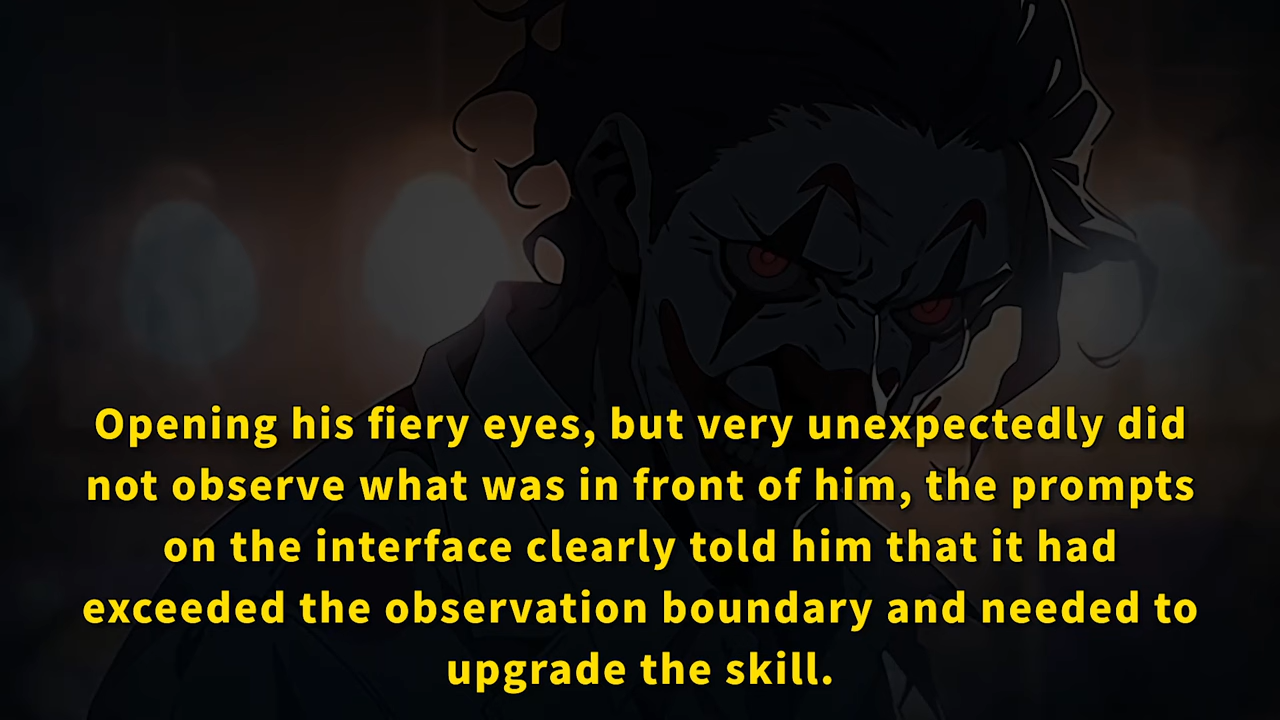 Opening his fiery eyes, but very unexpectedly did
not observe what was in front of him, the prompts
on the interface clearly told him that it had
exceeded the observation boundary and needed to
upgrade the skill.